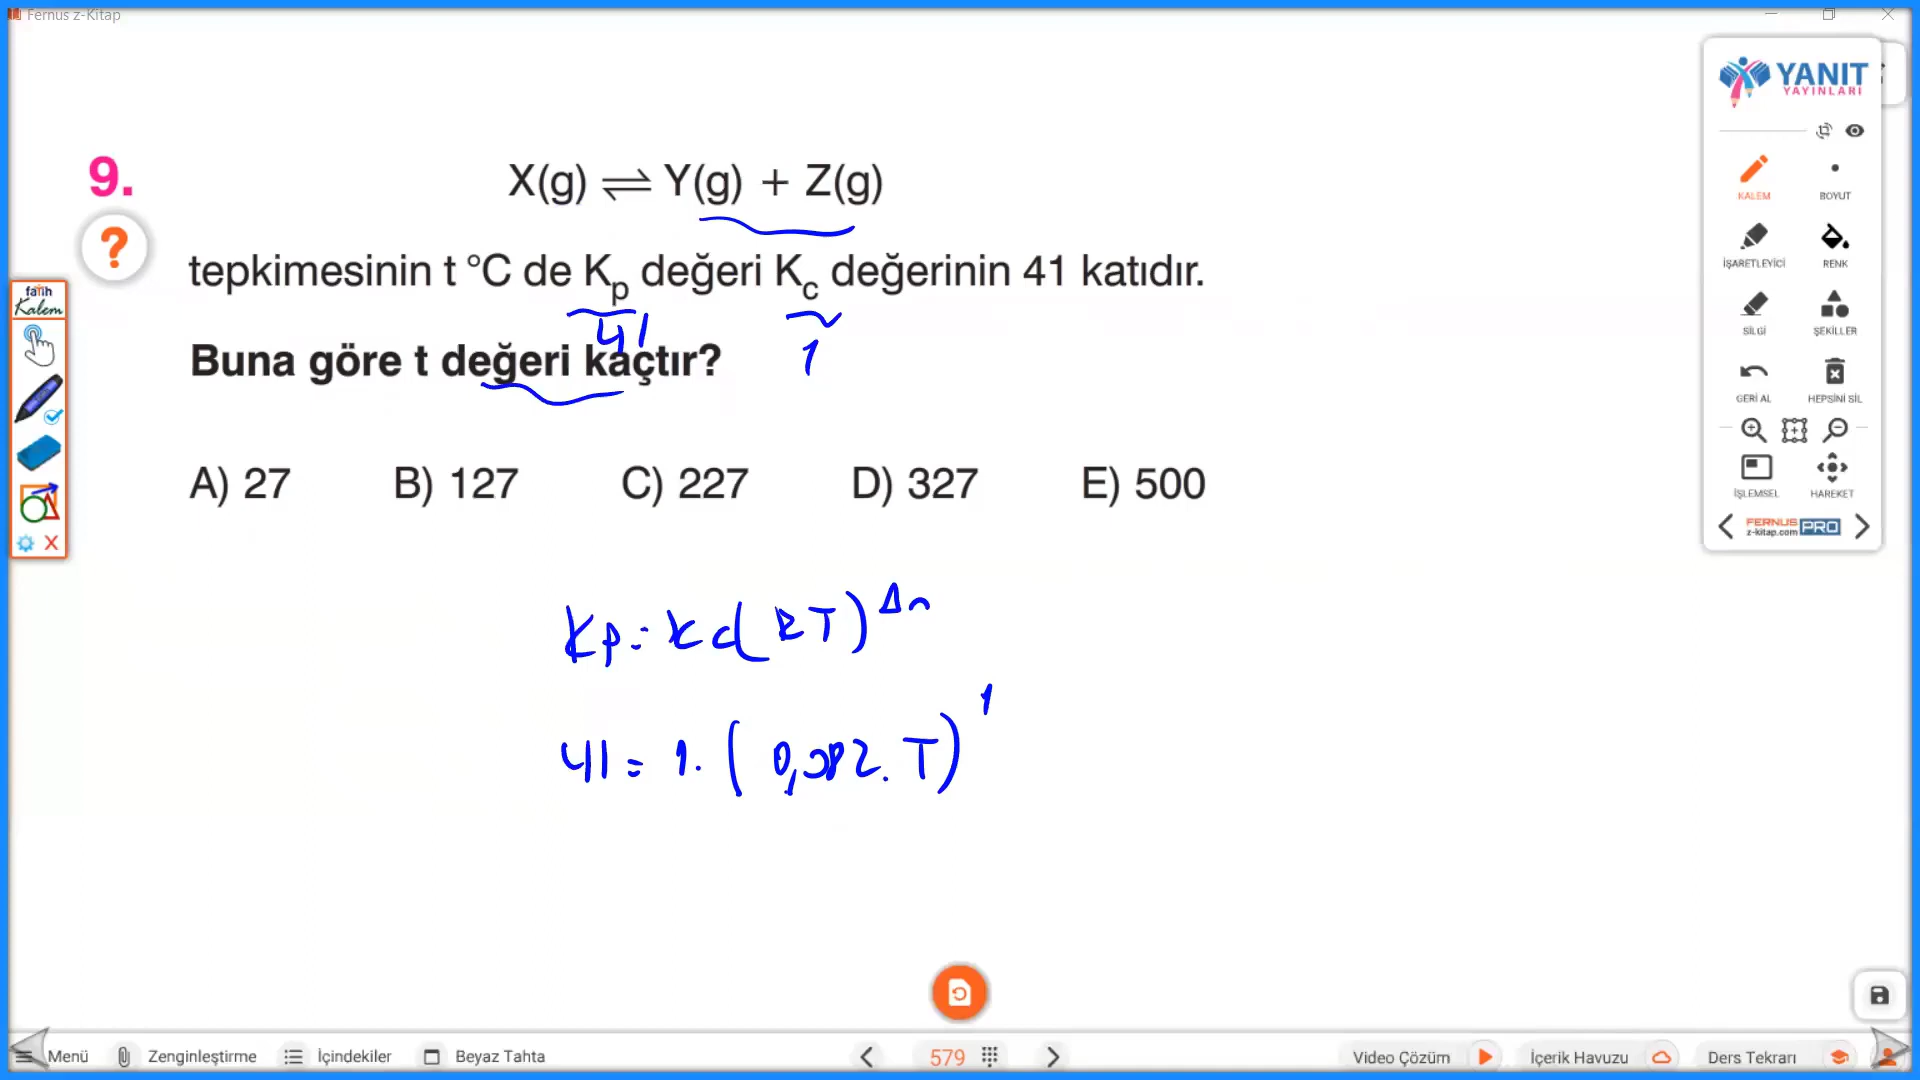 Fernus z-Kitap
YANIT
YAYINLARI
9.
X(g) ⇌ Y(g) + Z(g)
?
tepkimesinin t °C de Kp değeri Kc değerinin 41 katıdır.
41
1
Buna göre t değeri kaçtır?
A) 27 B) 127 C) 227 D) 327 E) 500
Kp = Kc(RT)^Δn
41 = 1. (0,082. T)^1
fatih
Kalem
X
KALEM BOYUT
İŞARETLEYİCİ RENK
SİLGİ ŞEKİLLER
GERİ AL HEPSİNİ SİL
İŞLEMSEL HAREKET
FERNUS
z-kitap.com PRO
Menü Zenginleştirme İçindekiler Beyaz Tahta 579 Video Çözüm İçerik Havuzu Ders Tekrarı